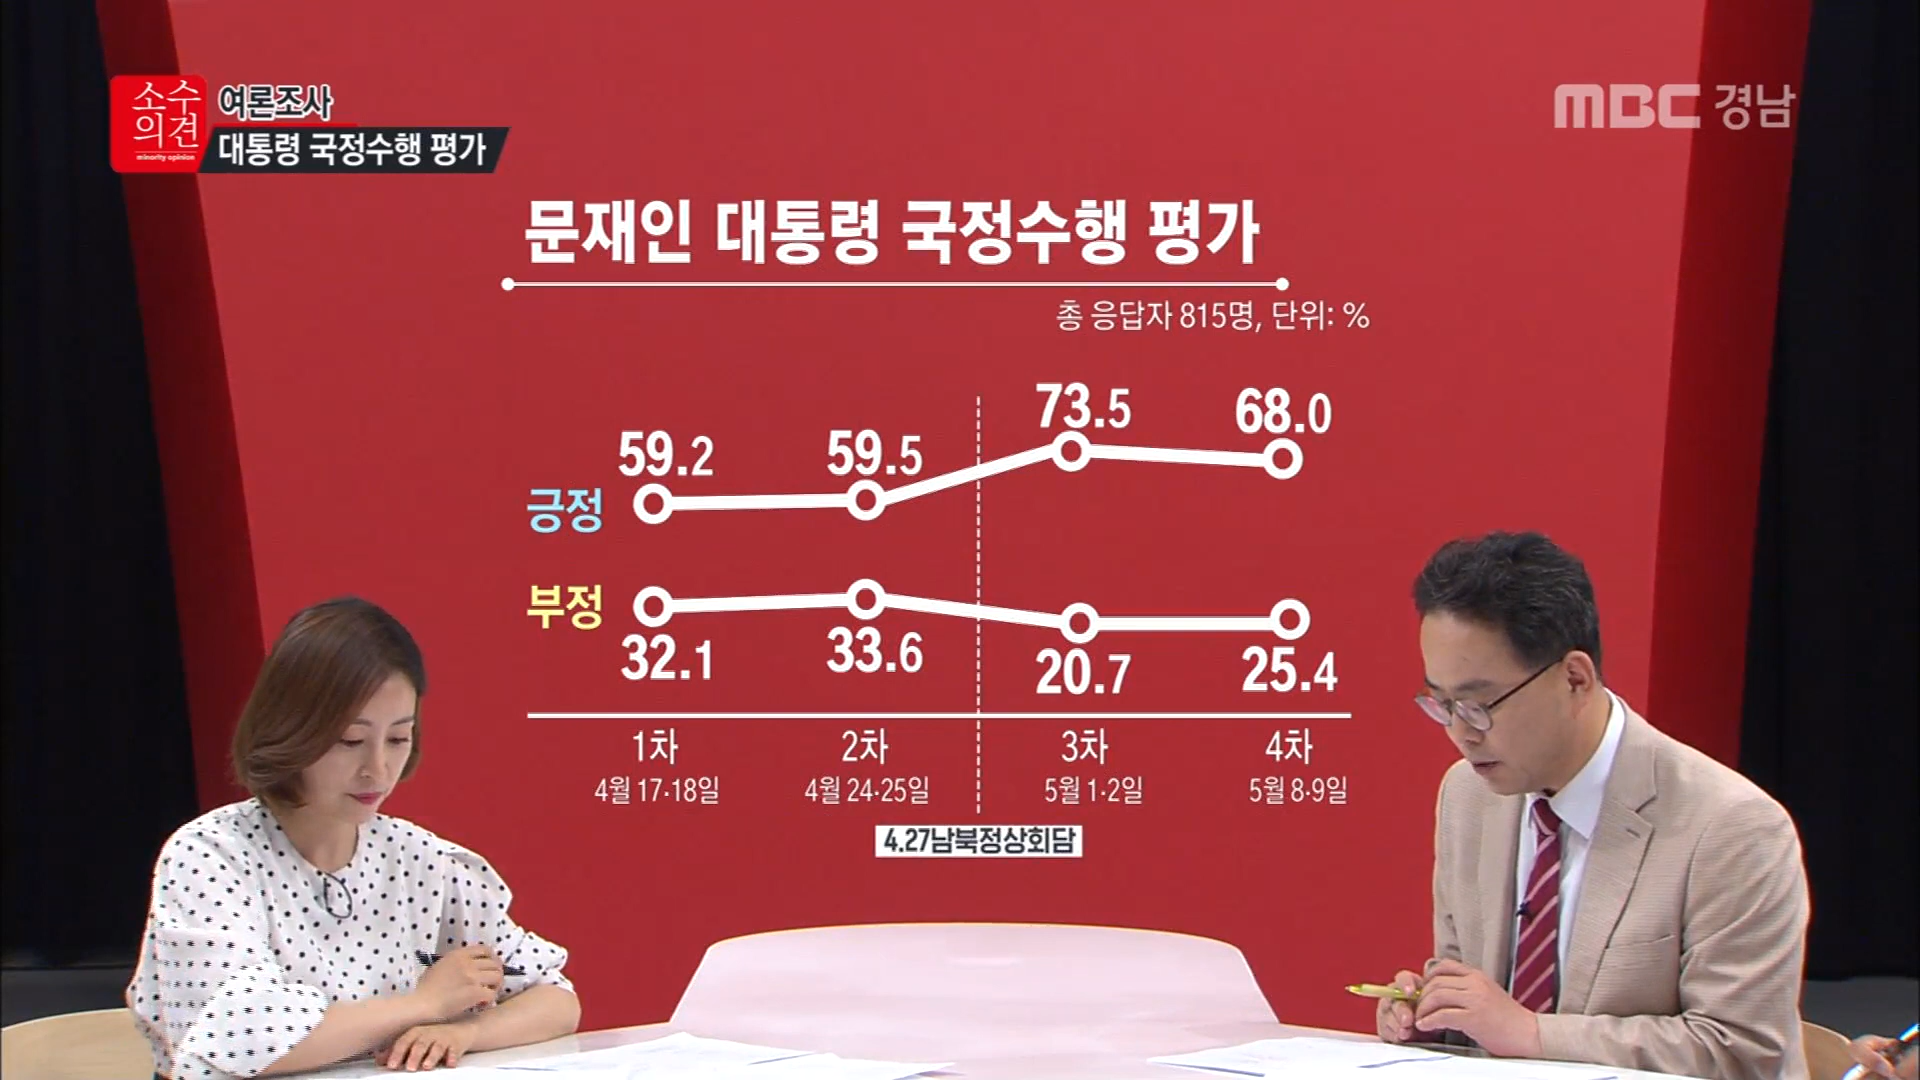 소수
의견
minority opinion
여론조사
대통령 국정수행 평가
MBC 경남
문재인 대통령 국정수행 평가
총 응답자 815명, 단위: %
긍정
59.2
59.5
73.5
68.0
부정
32.1
33.6
20.7
25.4
1차
2차
3차
4차
4월 17·18일
4월 24·25일
5월 1·2일
5월 8·9일
4.27남북정상회담